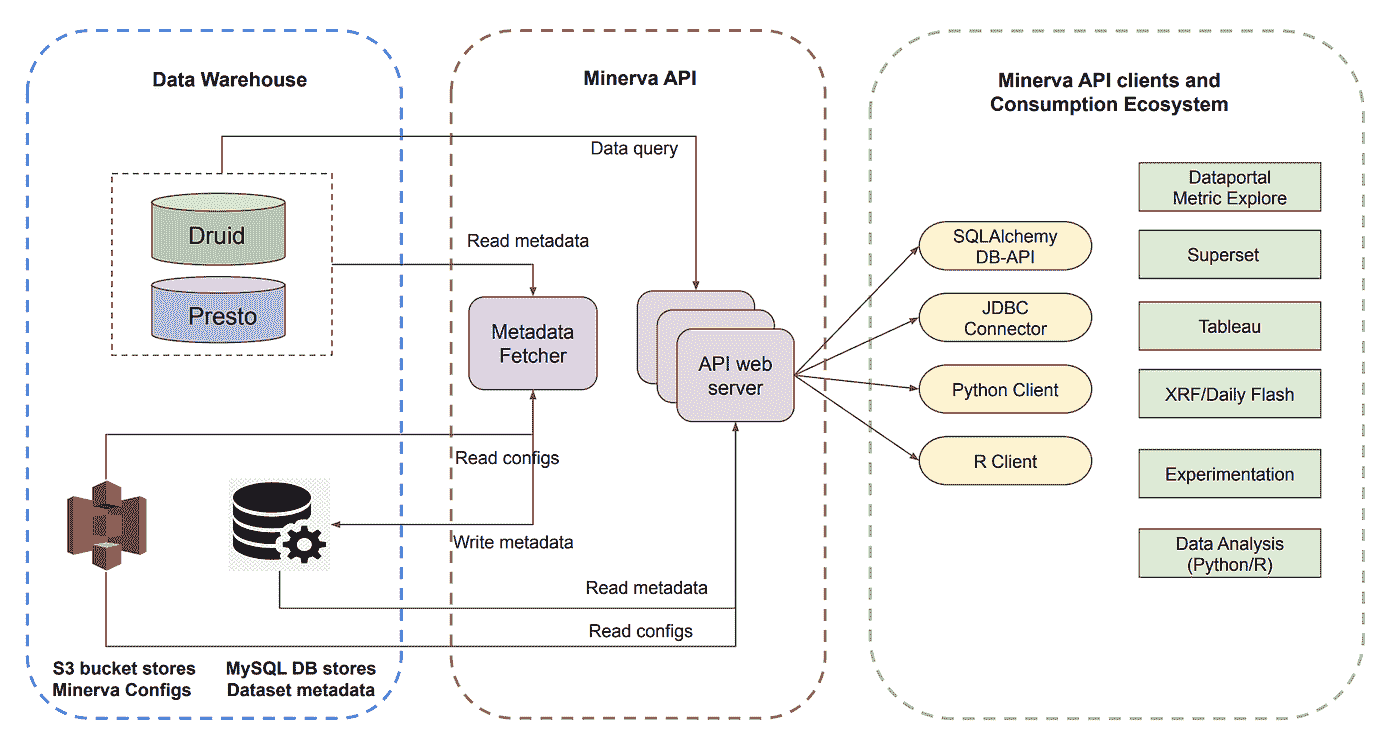 Data Warehouse
Minerva API
Minerva API clients and
Consumption Ecosystem
Data query
Druid
Presto
Read metadata
Metadata
Fetcher
API web
server
Read configs
Write metadata
Read metadata
Read configs
S3 bucket stores
Minerva Configs
MySQL DB stores
Dataset metadata
SQLAlchemy
DB-API
JDBC
Connector
Python Client
R Client
Dataportal
Metric Explore
Superset
Tableau
XRF/Daily Flash
Experimentation
Data Analysis
(Python/R)